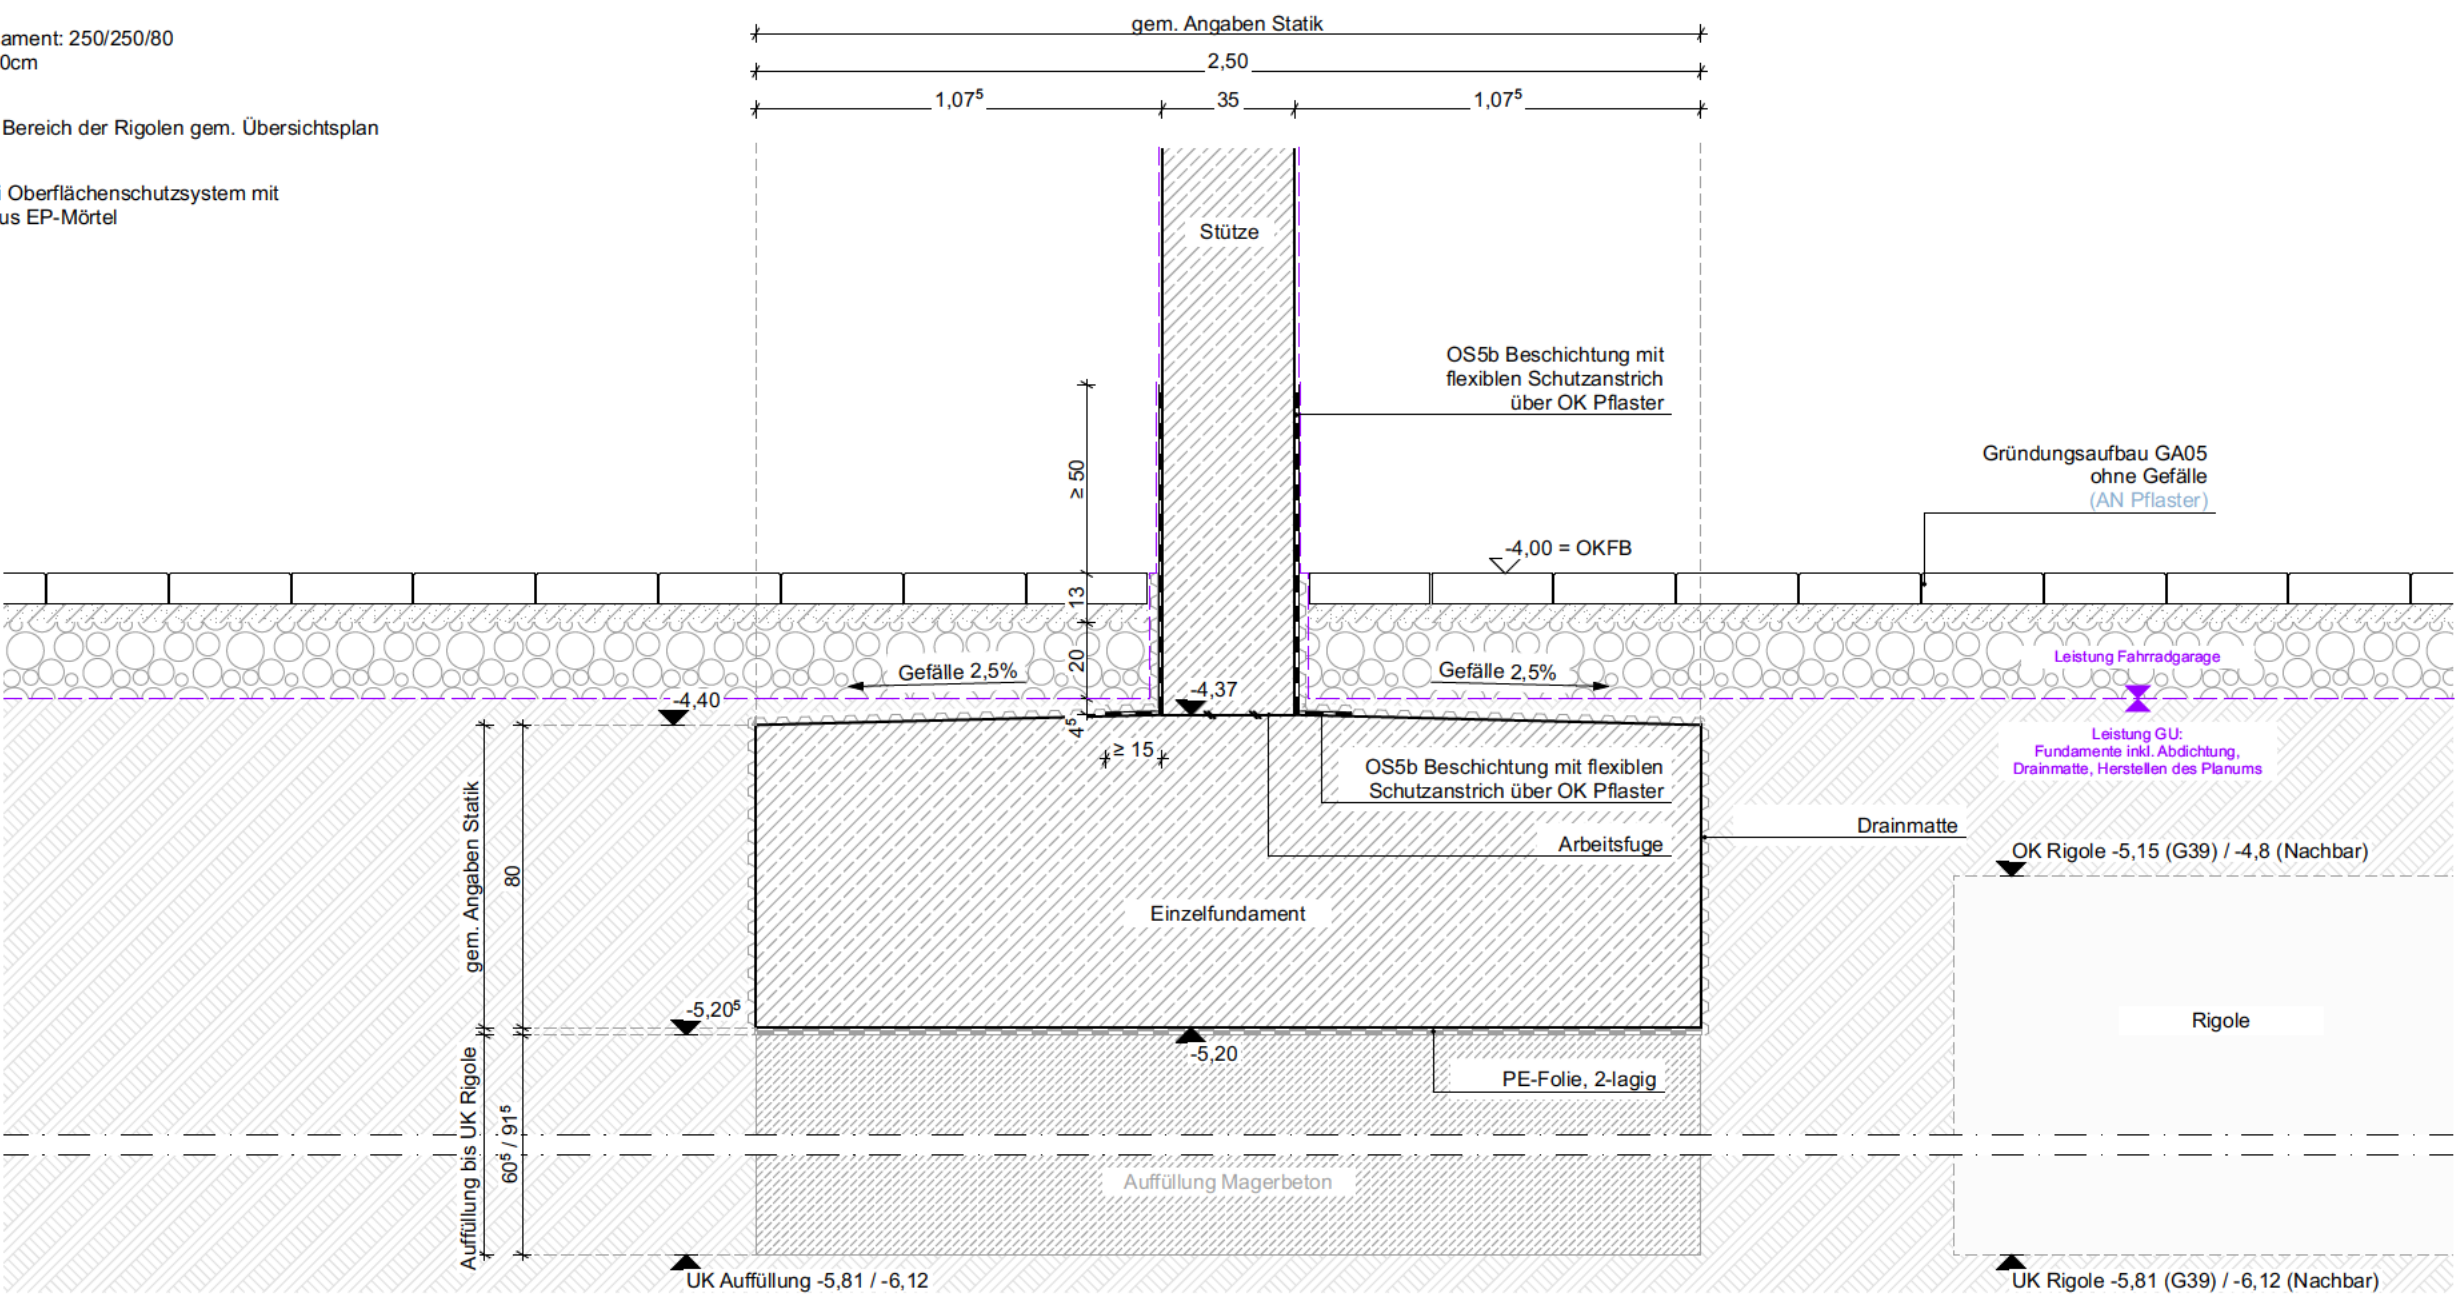 ament: 250/250/80
0cm
Bereich der Rigolen gem. Übersichtsplan
Oberflächenschutzsystem mit
us EP-Mörtel
gem. Angaben Statik
2,50
1,07⁵
35
1,07⁵
Stütze
OS5b Beschichtung mit
flexiblen Schutzanstrich
über OK Pflaster
Gründungsaufbau GA05
ohne Gefälle
(AN Pflaster)
≥ 50
-4,00 = OKFB
13
20
4⁵
Gefälle 2,5%
Gefälle 2,5%
Leistung Fahrradgarage
-4,40
-4,37
≥ 15
Leistung GU:
Fundamente inkl. Abdichtung,
Drainmatte, Herstellen des Planums
OS5b Beschichtung mit flexiblen
Schutzanstrich über OK Pflaster
Arbeitsfuge
Drainmatte
OK Rigole -5,15 (G39) / -4,8 (Nachbar)
gem. Angaben Statik
80
Einzelfundament
-5,20⁵
-5,20
Rigole
PE-Folie, 2-lagig
Auffüllung bis UK Rigole
60⁵ / 91⁵
Auffüllung Magerbeton
UK Auffüllung -5,81 / -6,12
UK Rigole -5,81 (G39) / -6,12 (Nachbar)